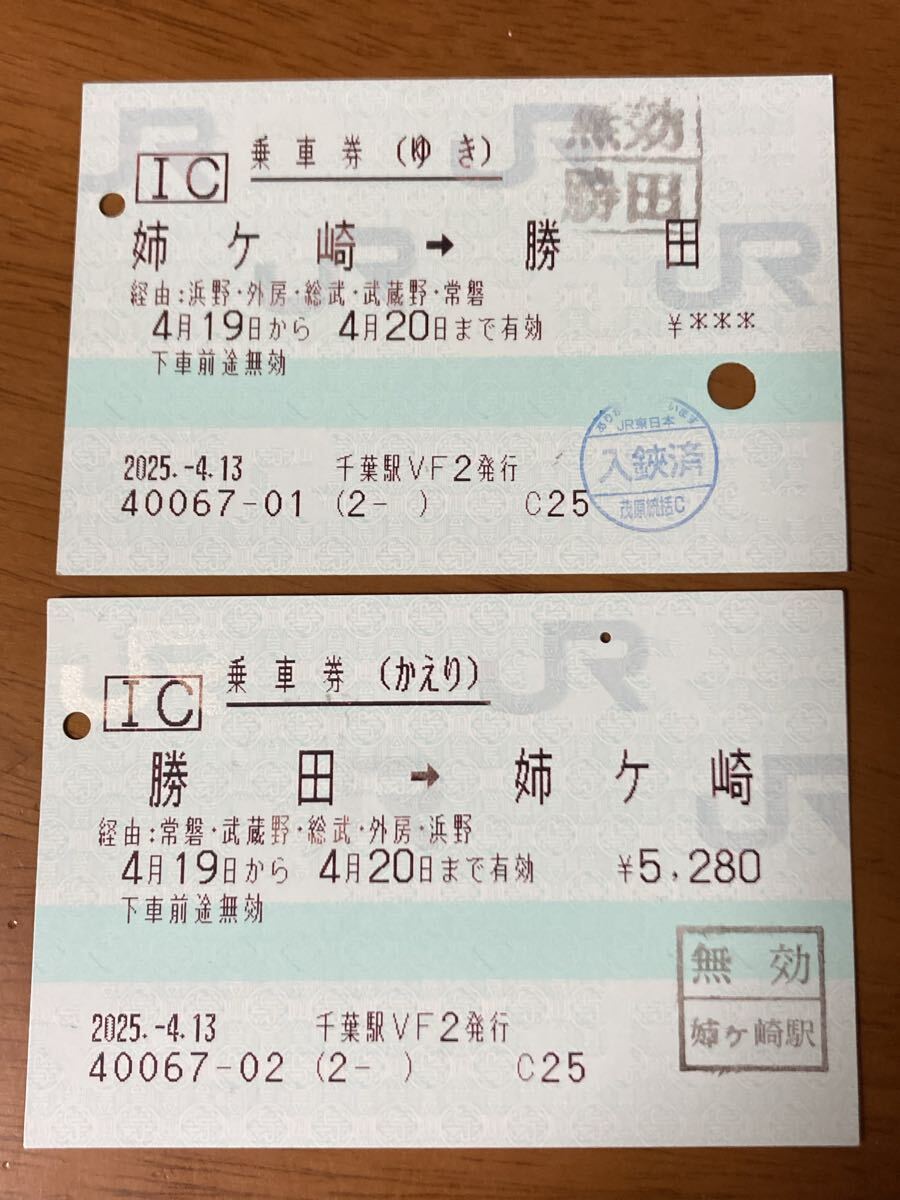 無効
勝田
乗車券(ゆき)
IC
姉ケ崎→勝田
経由:浜野・外房・総武・武蔵野・常磐
4月19日から 4月20日まで有効 ¥***
下車前途無効
JR東日本
入鋏済
茂原統括C
2025.-4.13 千葉駅VF2発行
40067-01 (2- ) C25
乗車券(かえり)
IC
勝田→姉ケ崎
経由:常磐・武蔵野・総武・外房・浜野
4月19日から 4月20日まで有効 ¥5,280
下車前途無効
無効
姉ヶ崎駅
2025.-4.13 千葉駅VF2発行
40067-02 (2- ) C25